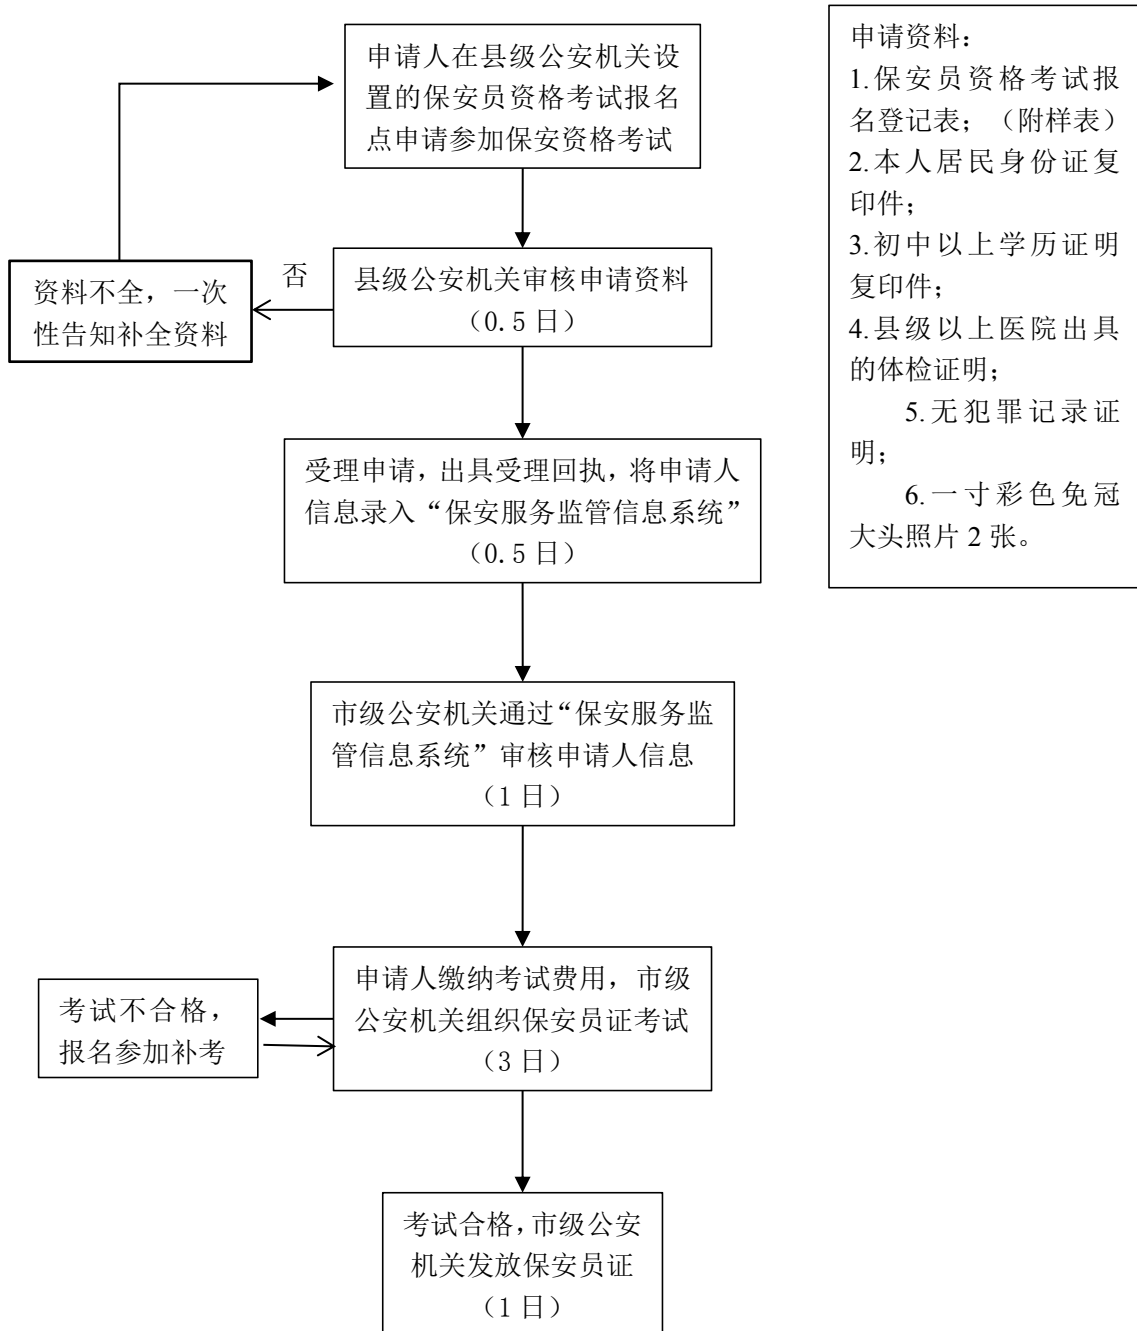 申请人在县级公安机关设
置的保安员资格考试报名
点申请参加保安资格考试
否
县级公安机关审核申请资料
（0.5 日）
资料不全，一次
性告知补全资料
受理申请，出具受理回执，将申请人
信息录入“保安服务监管信息系统”
（0.5 日）
市级公安机关通过“保安服务监
管信息系统”审核申请人信息
（1 日）
申请人缴纳考试费用，市级
公安机关组织保安员证考试
（3 日）
考试不合格，
报名参加补考
考试合格，市级公安
机关发放保安员证
（1 日）
申请资料：
1.保安员资格考试报
名登记表；（附样表）
2.本人居民身份证复
印件；
3.初中以上学历证明
复印件；
4.县级以上医院出具
的体检证明；
5.无犯罪记录证
明；
6.一寸彩色免冠
大头照片 2 张。